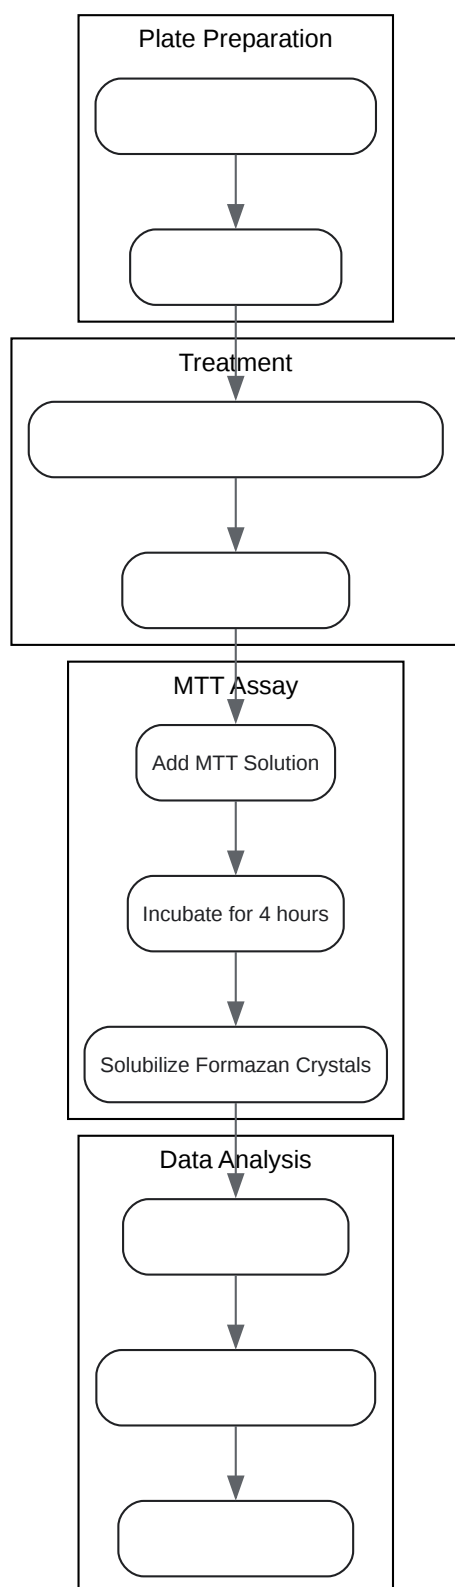 Plate Preparation
Treatment
MTT Assay
Add MTT Solution
Incubate for 4 hours
Solubilize Formazan Crystals
Data Analysis